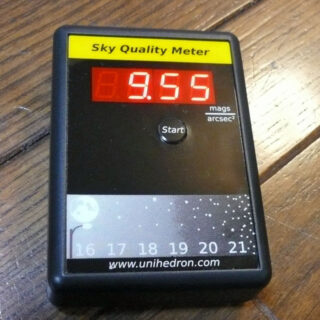 Sky Quality Meter
9.55
mags
arcsec²
Start
16 17 18 19 20 21
www.unihedron.com